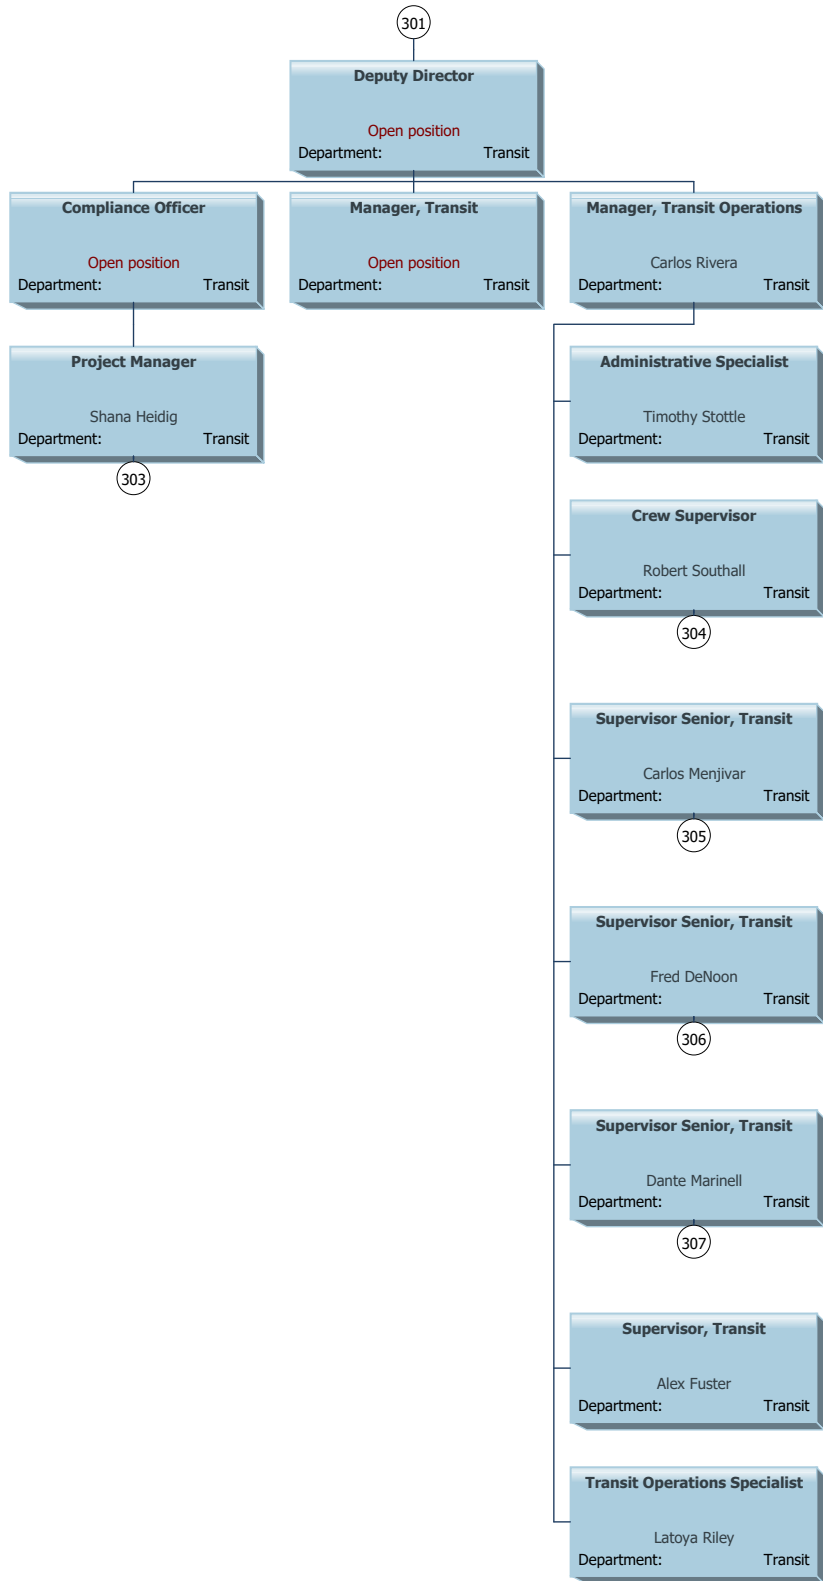 301
Deputy Director
Open position
Department: Transit
Compliance Officer
Open position
Department: Transit
Manager, Transit
Open position
Department: Transit
Manager, Transit Operations
Carlos Rivera
Department: Transit
Project Manager
Shana Heidig
Department: Transit
303
Administrative Specialist
Timothy Stottle
Department: Transit
Crew Supervisor
Robert Southall
Department: Transit
304
Supervisor Senior, Transit
Carlos Menjivar
Department: Transit
305
Supervisor Senior, Transit
Fred DeNoon
Department: Transit
306
Supervisor Senior, Transit
Dante Marinell
Department: Transit
307
Supervisor, Transit
Alex Fuster
Department: Transit
Transit Operations Specialist
Latoya Riley
Department: Transit